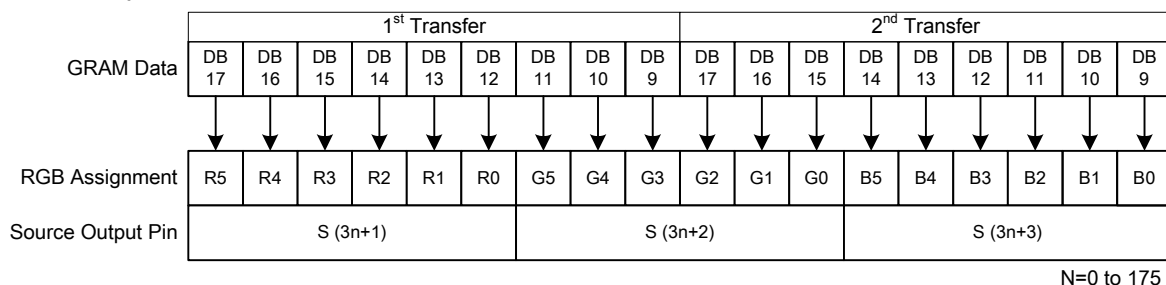 1st Transfer 2nd Transfer
GRAM Data DB 17 DB 16 DB 15 DB 14 DB 13 DB 12 DB 11 DB 10 DB 9 DB 17 DB 16 DB 15 DB 14 DB 13 DB 12 DB 11 DB 10 DB 9
RGB Assignment R5 R4 R3 R2 R1 R0 G5 G4 G3 G2 G1 G0 B5 B4 B3 B2 B1 B0
Source Output Pin S (3n+1) S (3n+2) S (3n+3)
N=0 to 175